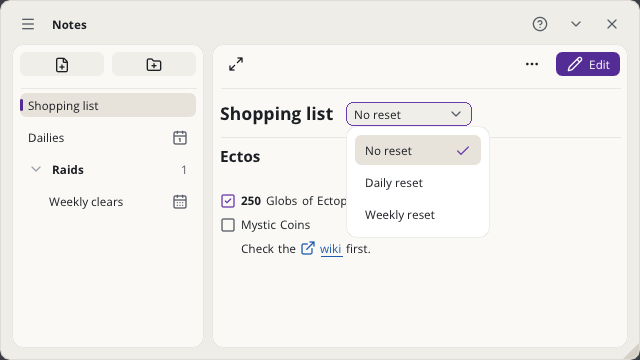 Notes
Edit
Shopping list
Dailies
Raids 1
Weekly clears
Shopping list No reset
No reset
Daily reset
Weekly reset
Ectos
250 Globs of
Mystic Coins
Check the wiki first.